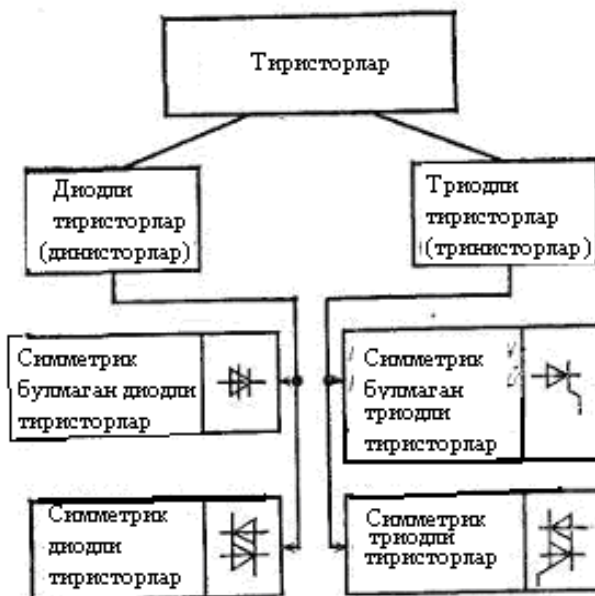 Тиристорлар
Диодли
тиристорлар
(динисторлар)
Триодли
тиристорлар
(тринисторлар)
Симметрик
булмаган диодли
тиристорлар
Симметрик
булмаган
триодли
тиристорлар
Симметрик
диодли
тиристорлар
Симметрик
триодли
тиристорлар